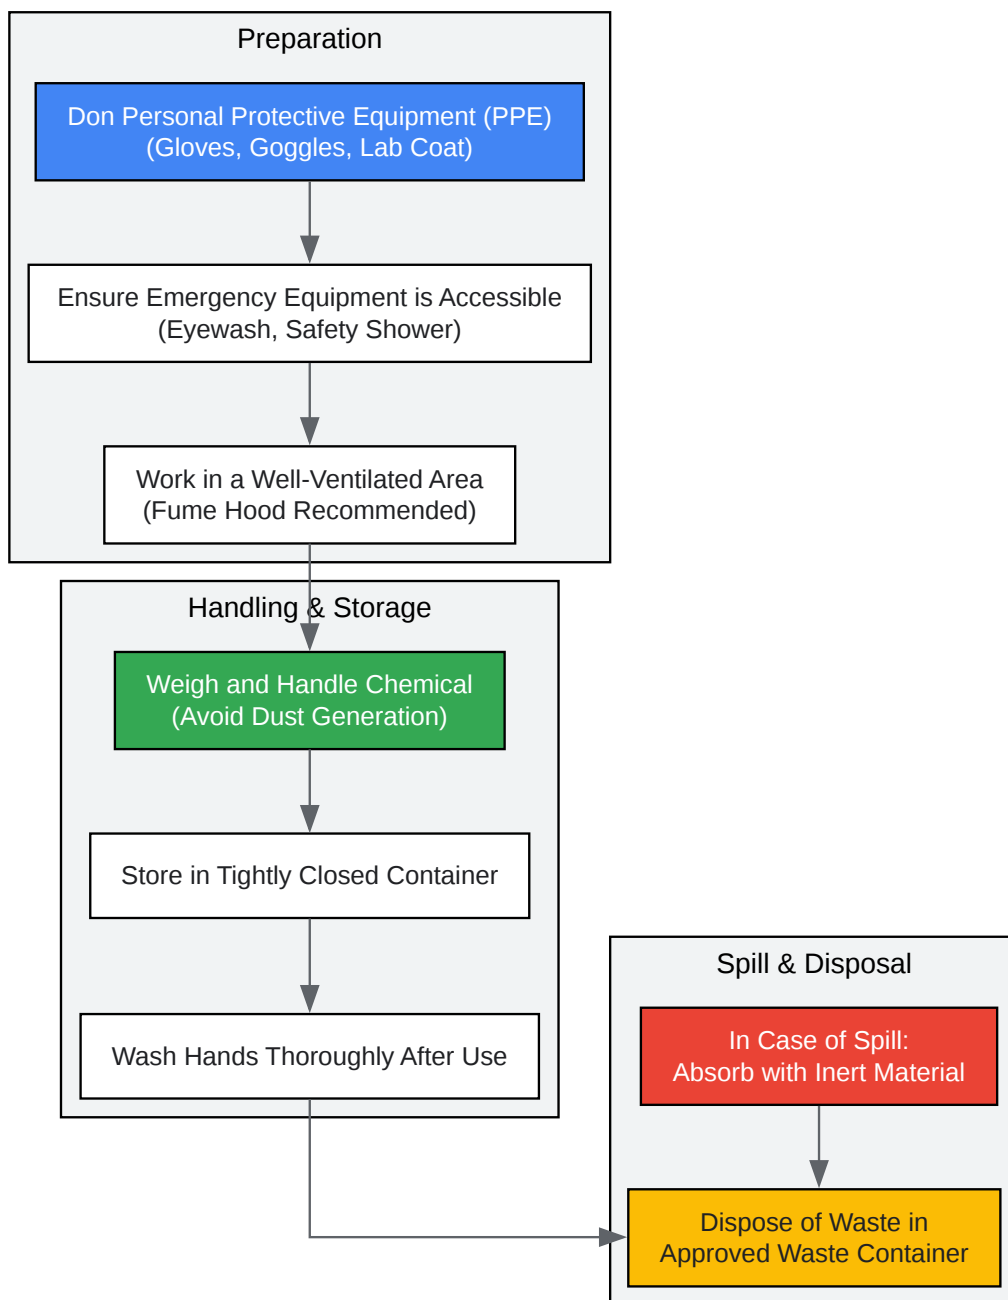 Preparation
Don Personal Protective Equipment (PPE)
(Gloves, Goggles, Lab Coat)
Ensure Emergency Equipment is Accessible
(Eyewash, Safety Shower)
Work in a Well-Ventilated Area
(Fume Hood Recommended)
Handling & Storage
Weigh and Handle Chemical
(Avoid Dust Generation)
Store in Tightly Closed Container
Wash Hands Thoroughly After Use
Spill & Disposal
In Case of Spill:
Absorb with Inert Material
Dispose of Waste in
Approved Waste Container